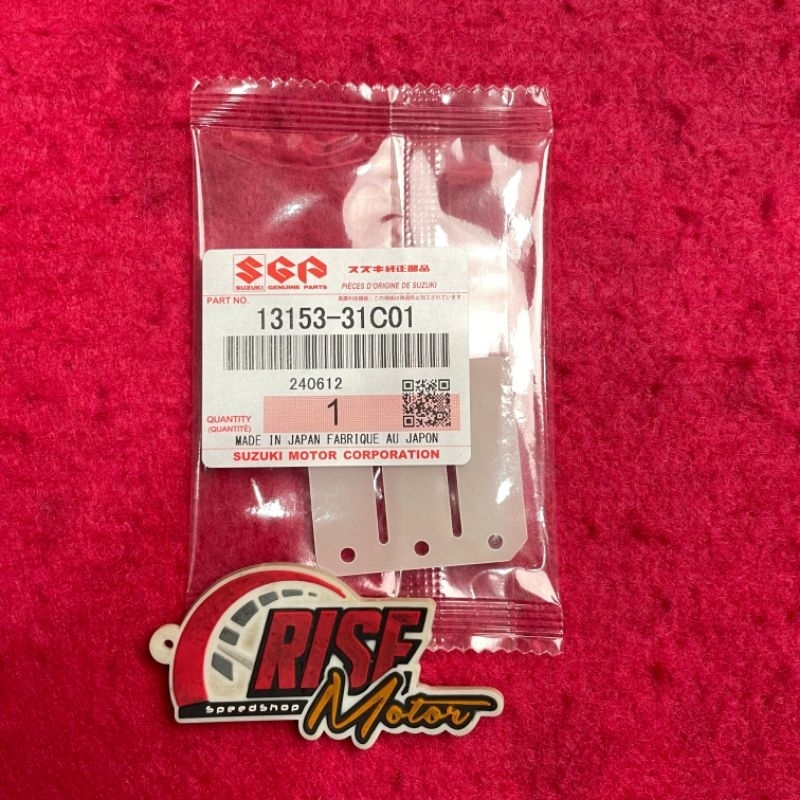 SGP
スズキ純正部品
SUZUKI GENUINE PARTS
PIÈCES D'ORIGINE DE SUZUKI
PART NO.
13153-31C01
240612
QUANTITY
(QUANTITÉ)
1
MADE IN JAPAN FABRIQUE AU JAPON
SUZUKI MOTOR CORPORATION
RISE
SpeedShop
Motor